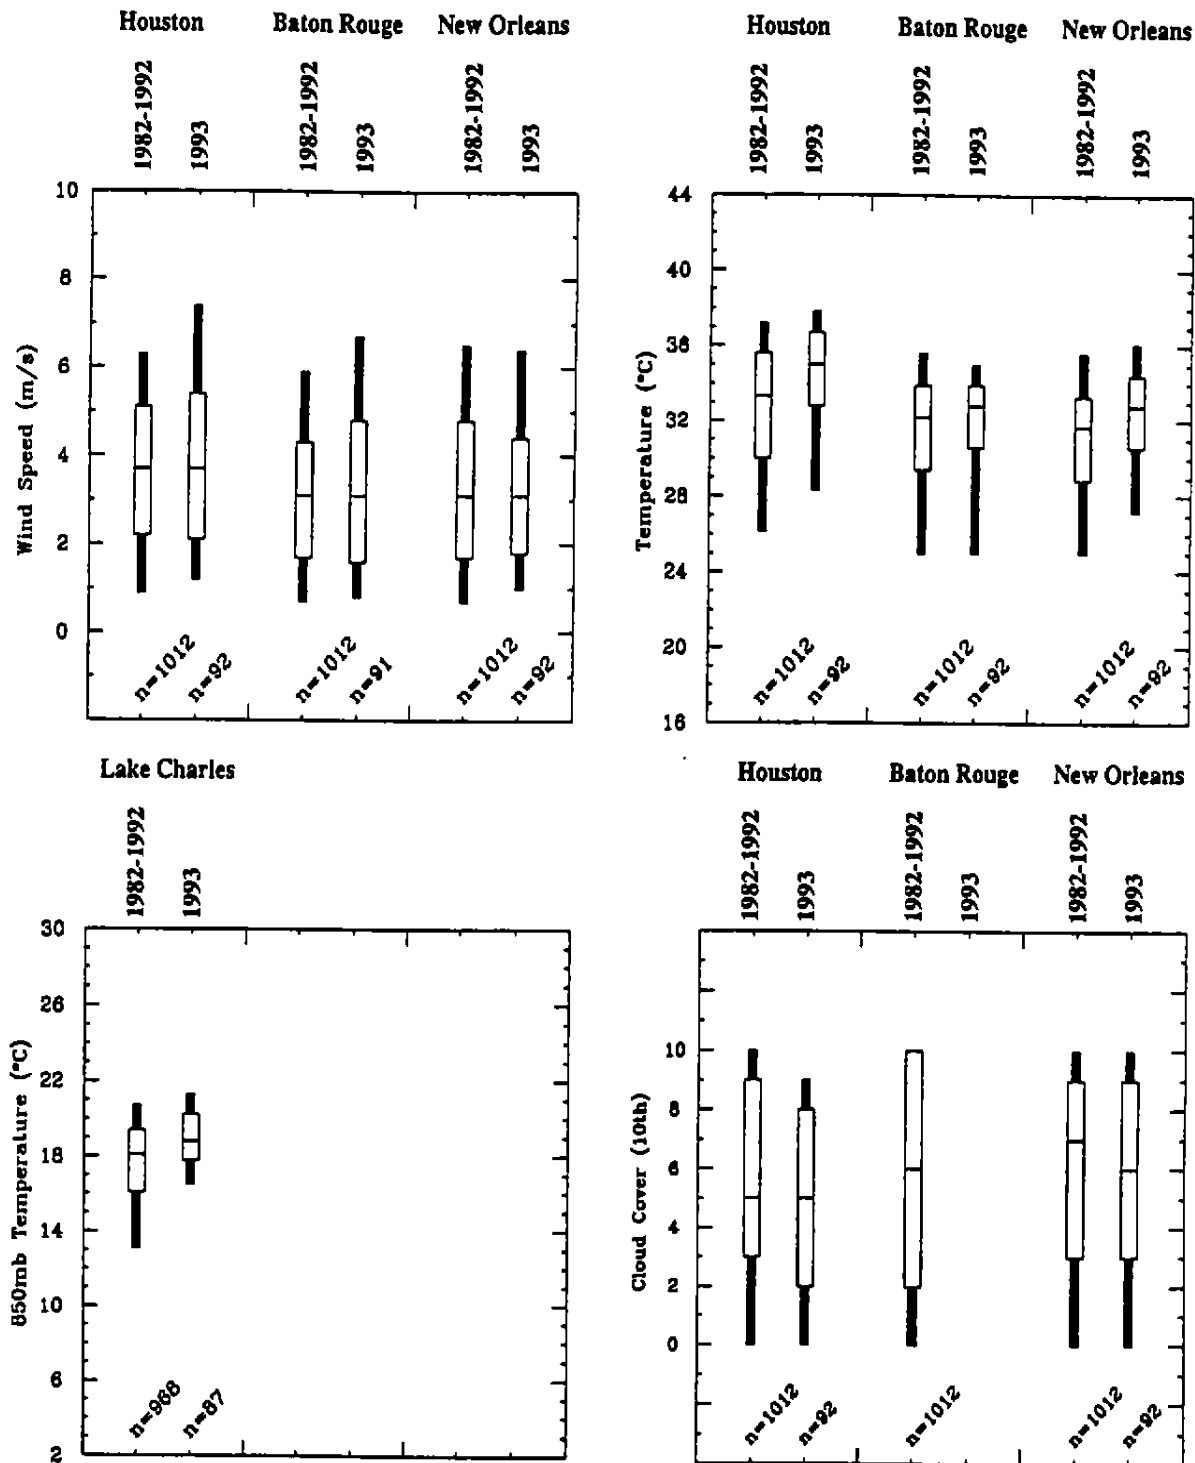 Houston Baton Rouge New Orleans
1982-1992 1993 1982-1992 1993 1982-1992 1993
10
8
6
4
2
0
Wind Speed (m/s)
n=1012 n=92 n=1012 n=91 n=1012 n=92
Houston Baton Rouge New Orleans
1982-1992 1993 1982-1992 1993 1982-1992 1993
44
40
36
32
28
24
20
16
Temperature (°C)
n=1012 n=92 n=1012 n=92 n=1012 n=92
Lake Charles
1982-1992 1993
30
26
22
18
14
10
6
2
850mb Temperature (°C)
n=968 n=87
Houston Baton Rouge New Orleans
1982-1992 1993 1982-1992 1993 1982-1992 1993
10
8
6
4
2
0
Cloud Cover (10th)
n=1012 n=92 n=1012 n=1012 n=92